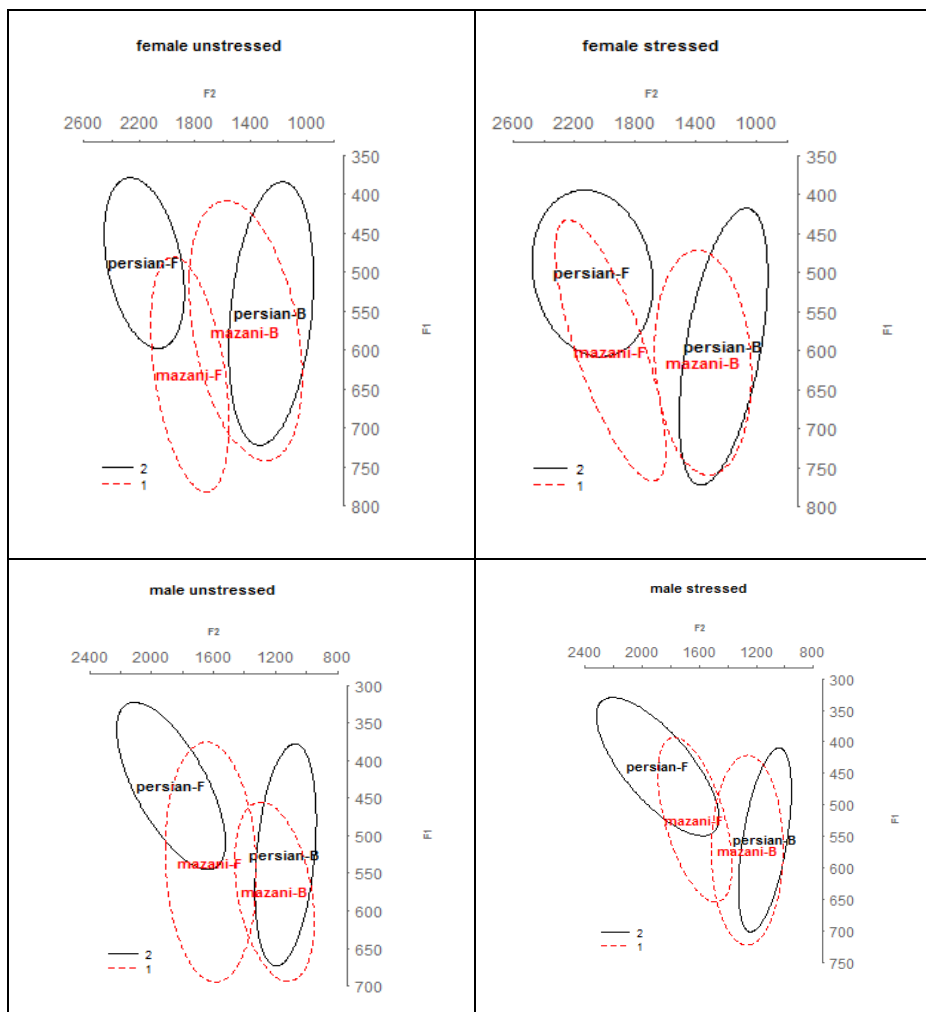 female unstressed
F2
2600 2200 1800 1400 1000
350
400
450
500
550
600
650
700
750
800
F1
persian-F
persian-B
mazani-B
mazani-F
2
1
female stressed
F2
2600 2200 1800 1400 1000
350
400
450
500
550
600
650
700
750
800
F1
persian-F
mazani-F
persian-B
mazani-B
2
1
male unstressed
F2
2400 2000 1600 1200 800
300
350
400
450
500
550
600
650
700
F1
persian-F
mazani-F
persian-B
mazani-B
2
1
male stressed
F2
2400 2000 1600 1200 800
300
350
400
450
500
550
600
650
700
750
F1
persian-F
mazani-F
persian-B
mazani-B
2
1